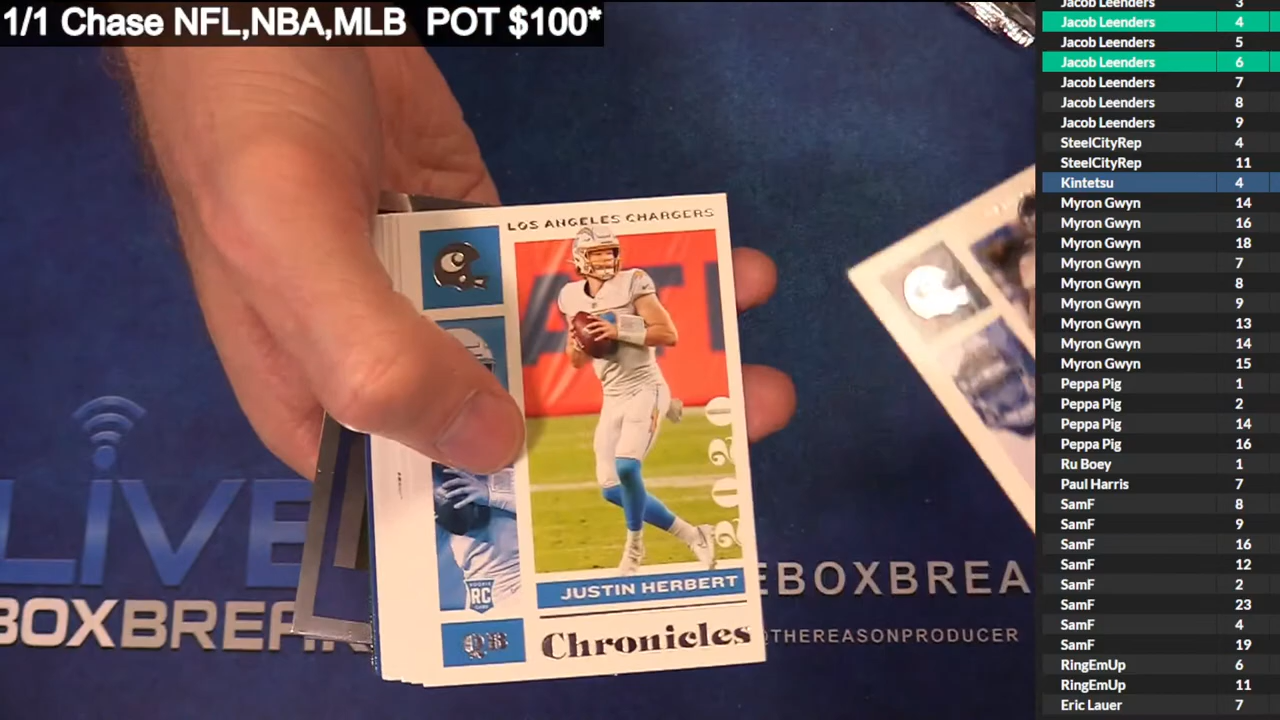 1/1 Chase NFL,NBA,MLB POT $100*
LOS ANGELES CHARGERS
2020
JUSTIN HERBERT
ROOKIE
RC
QB
Chronicles
LIVE
BOXBREA
EBOXBREA
@THEREASONPRODUCER
Jacob Leenders 3
Jacob Leenders 4
Jacob Leenders 5
Jacob Leenders 6
Jacob Leenders 7
Jacob Leenders 8
Jacob Leenders 9
SteelCityRep 4
SteelCityRep 11
Kintetsu 4
Myron Gwyn 14
Myron Gwyn 16
Myron Gwyn 18
Myron Gwyn 7
Myron Gwyn 8
Myron Gwyn 9
Myron Gwyn 13
Myron Gwyn 14
Myron Gwyn 15
Peppa Pig 1
Peppa Pig 2
Peppa Pig 14
Peppa Pig 16
Ru Boey 1
Paul Harris 7
SamF 8
SamF 9
SamF 16
SamF 12
SamF 2
SamF 23
SamF 4
SamF 19
RingEmUp 6
RingEmUp 11
Eric Lauer 7